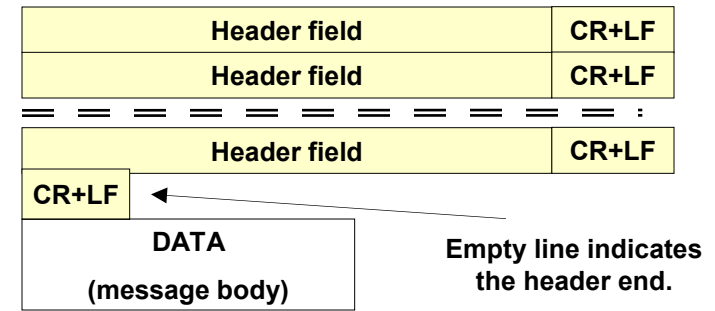 Header field CR+LF
Header field CR+LF
Header field CR+LF
CR+LF
DATA
(message body)
Empty line indicates
the header end.